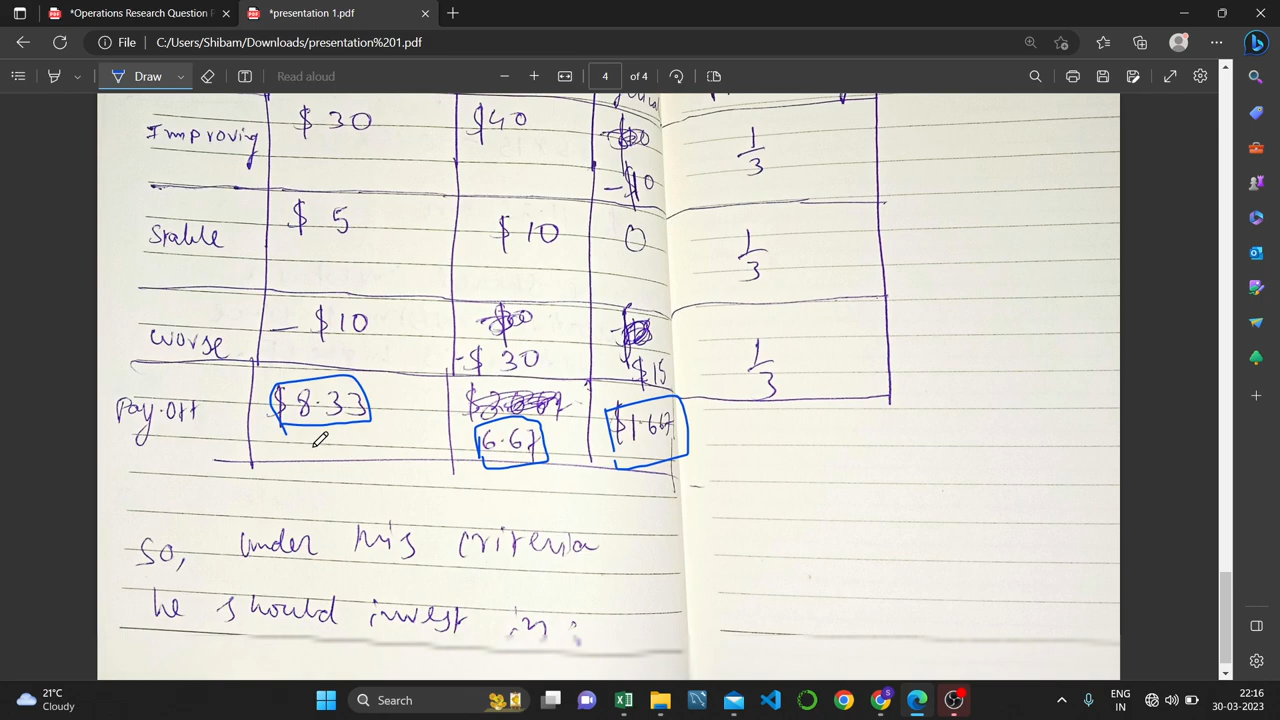 *Operations Research Question P
*presentation 1.pdf
File C:/Users/Shibam/Downloads/presentation%201.pdf
Draw Read aloud 4 of 4
Improving $30 $40 -$10 1/3
Stable $ 5 $ 10 0 1/3
Worse - $10 -$ 30 $15 1/3
Pay-Off $ 8.33 6.67 $1.67
So, under this criteria
he should invest in :
21°C
Cloudy
Search
ENG
IN
22:16
30-03-2023